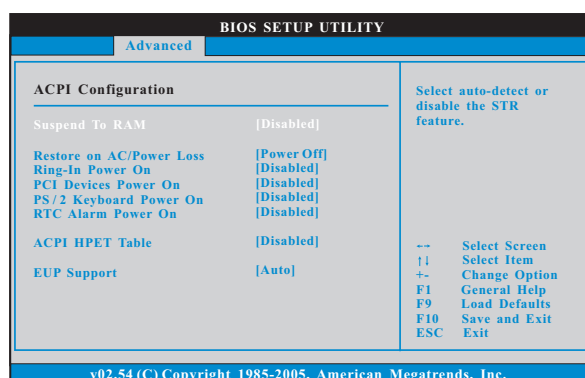 BIOS SETUP UTILITY
Advanced
ACPI Configuration
Suspend To RAM [Disabled]
Restore on AC/Power Loss [Power Off]
Ring-In Power On [Disabled]
PCI Devices Power On [Disabled]
PS/2 Keyboard Power On [Disabled]
RTC Alarm Power On [Disabled]
ACPI HPET Table [Disabled]
EUP Support [Auto]
Select auto-detect or
disable the STR
feature.
←→ Select Screen
↑↓ Select Item
+- Change Option
F1 General Help
F9 Load Defaults
F10 Save and Exit
ESC Exit
v02.54 (C) Copyright 1985-2005, American Megatrends, Inc.